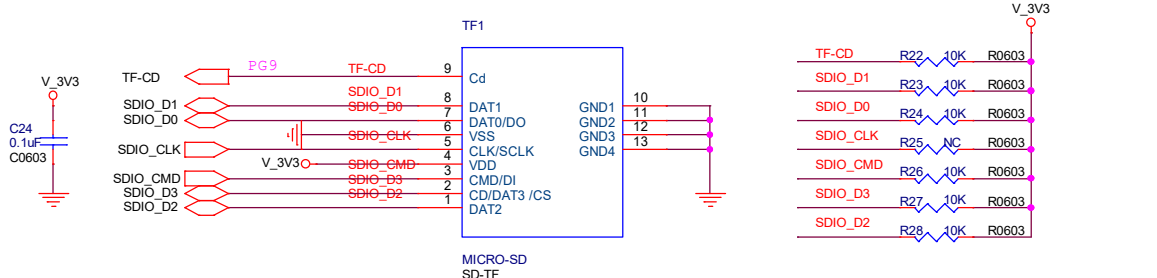 V_3V3
TF1
PG9
TF-CD
TF-CD
9
Cd
TF-CD
R22
10K
R0603
V_3V3
SDIO_D1
SDIO_D1
8
DAT1
GND1
10
SDIO_D1
R23
10K
R0603
SDIO_D0
SDIO_D0
7
DAT0/DO
GND2
11
SDIO_D0
R24
10K
R0603
C24
0.1uF
C0603
6
VSS
GND3
12
SDIO_CLK
SDIO_CLK
5
CLK/SCLK
GND4
13
SDIO_CLK
R25
NC
R0603
V_3V3
4
VDD
SDIO_CMD
SDIO_CMD
3
CMD/DI
SDIO_CMD
R26
10K
R0603
SDIO_D3
SDIO_D3
2
CD/DAT3 /CS
SDIO_D3
R27
10K
R0603
SDIO_D2
SDIO_D2
1
DAT2
SDIO_D2
R28
10K
R0603
MICRO-SD
SD-TF